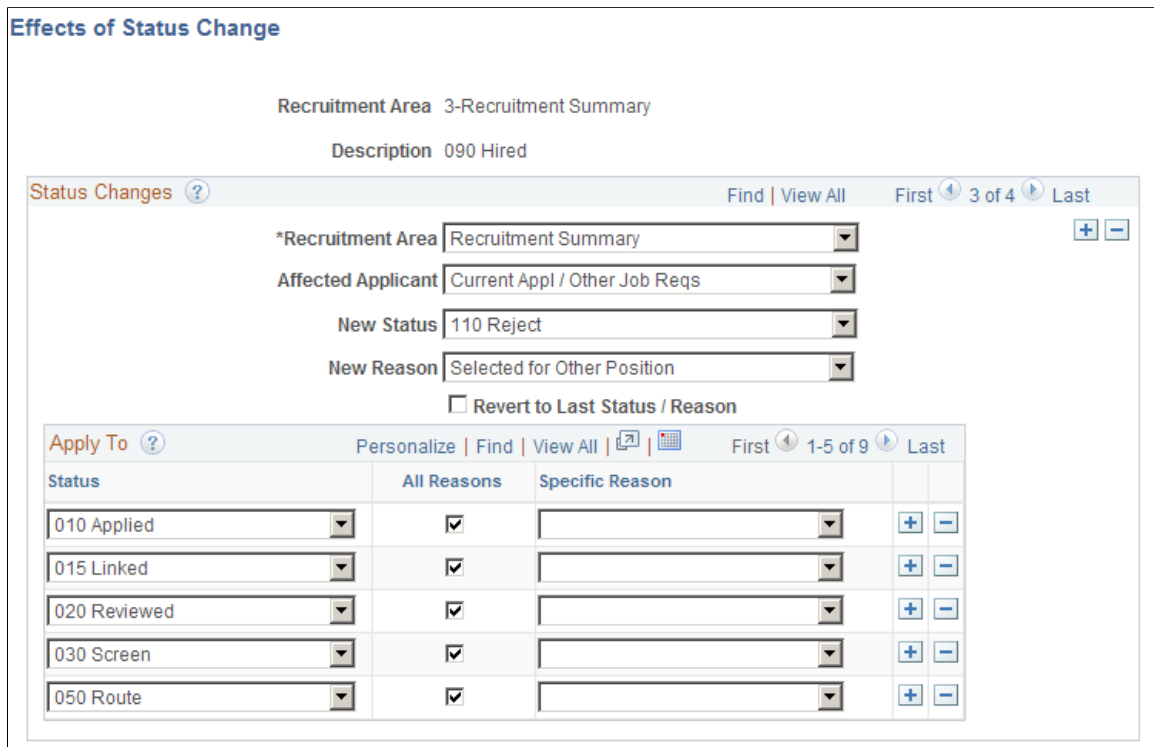 Effects of Status Change
Recruitment Area 3-Recruitment Summary
Description 090 Hired
Status Changes ? Find | View All First 3 of 4 Last
*Recruitment Area Recruitment Summary
Affected Applicant Current Appl / Other Job Reqs
New Status 110 Reject
New Reason Selected for Other Position
Revert to Last Status / Reason
Apply To ? Personalize | Find | View All | | First 1-5 of 9 Last
Status All Reasons Specific Reason
010 Applied
015 Linked
020 Reviewed
030 Screen
050 Route